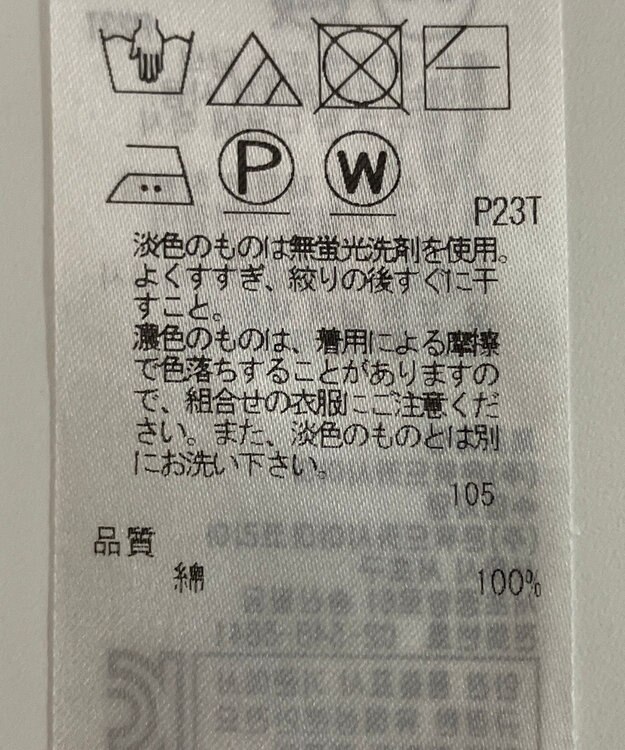 P
W
P23T
淡色のものは無蛍光洗剤を使用。
よくすすぎ、絞りの後すぐに干
すこと。
濃色のものは、着用による摩擦
で色落ちすることがありますの
で、組合せの衣服にご注意くだ
さい。また、淡色のものとは別
にお洗い下さい。
105
品質
綿 100%